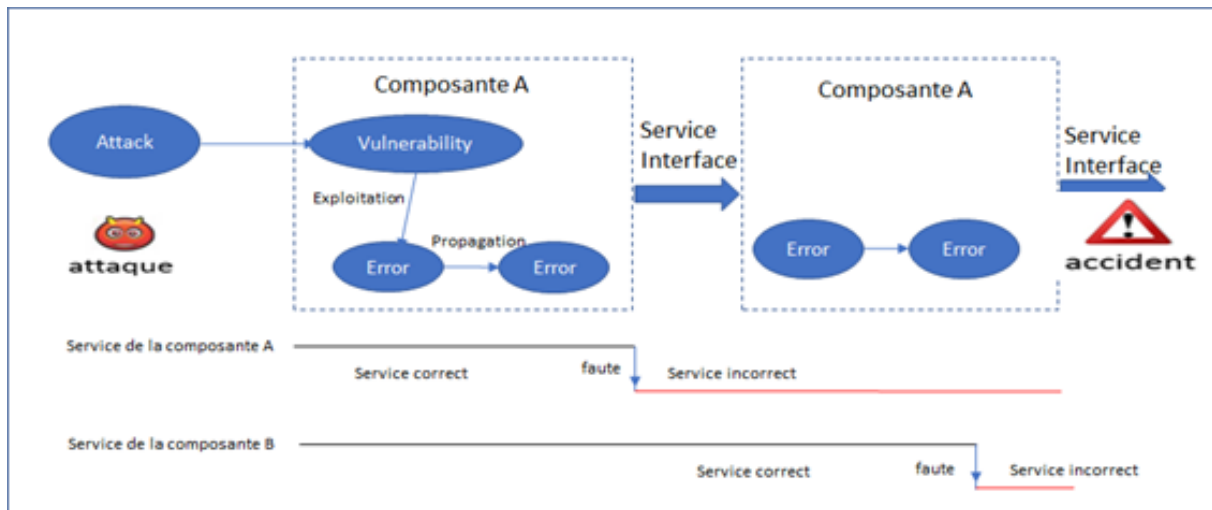 Composante A
Composante A
Attack
Vulnerability
Service
Interface
Service
Interface
Exploitation
Propagation
Error
Error
Error
Error
attaque
accident
Service de la composante A
Service correct
faute
Service incorrect
Service de la composante B
Service correct
faute
Service incorrect